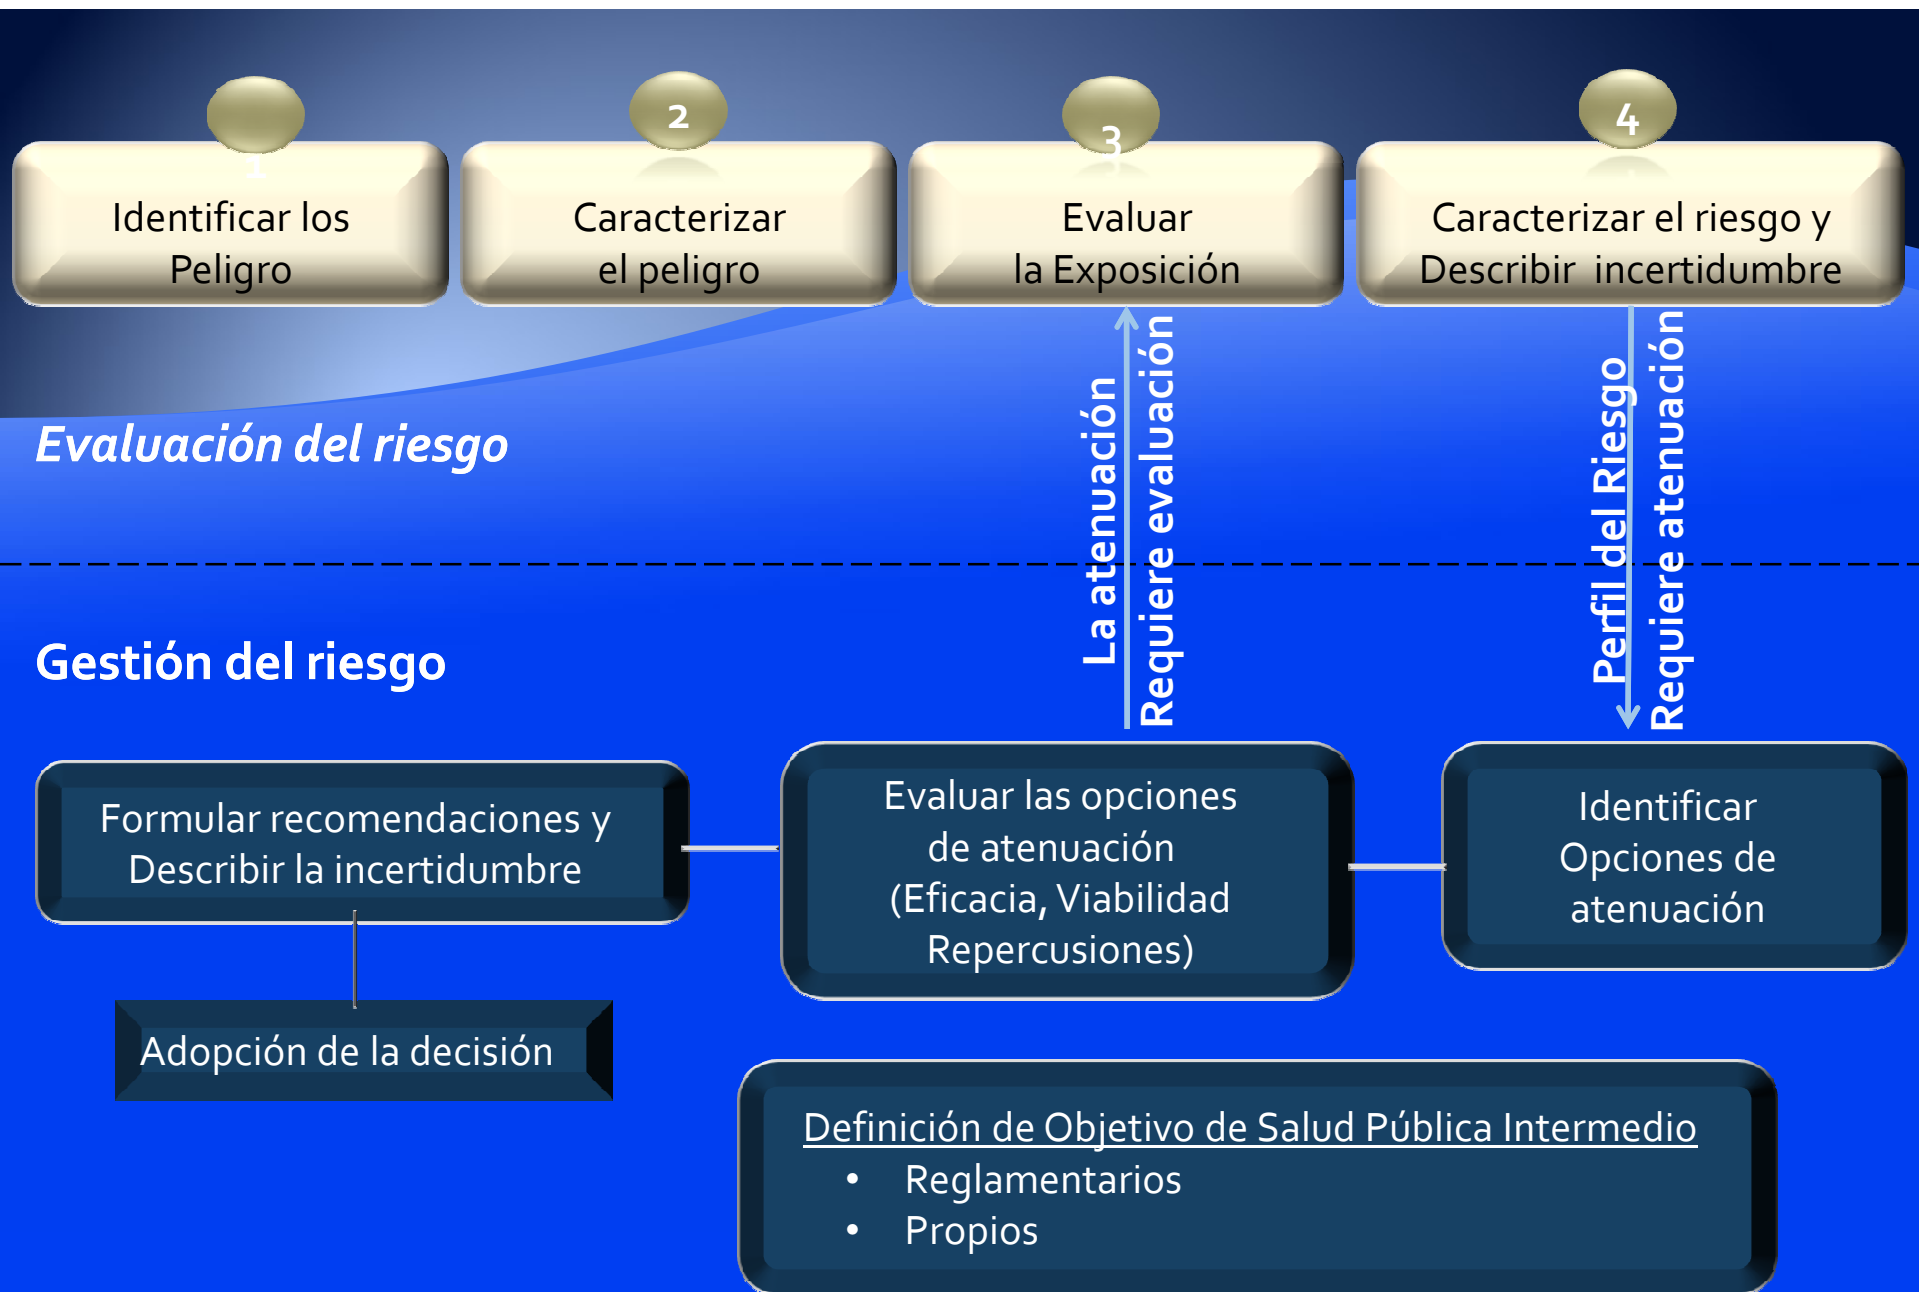 1
Identificar los
Peligro
2
Caracterizar
el peligro
3
Evaluar
la Exposición
4
Caracterizar el riesgo y
Describir incertidumbre
La atenuación
Requiere evaluación
Perfil del Riesgo
Requiere atenuación
Evaluación del riesgo
Gestión del riesgo
Formular recomendaciones y
Describir la incertidumbre
Evaluar las opciones
de atenuación
(Eficacia, Viabilidad
Repercusiones)
Identificar
Opciones de
atenuación
Adopción de la decisión
Definición de Objetivo de Salud Pública Intermedio
• Reglamentarios
• Propios